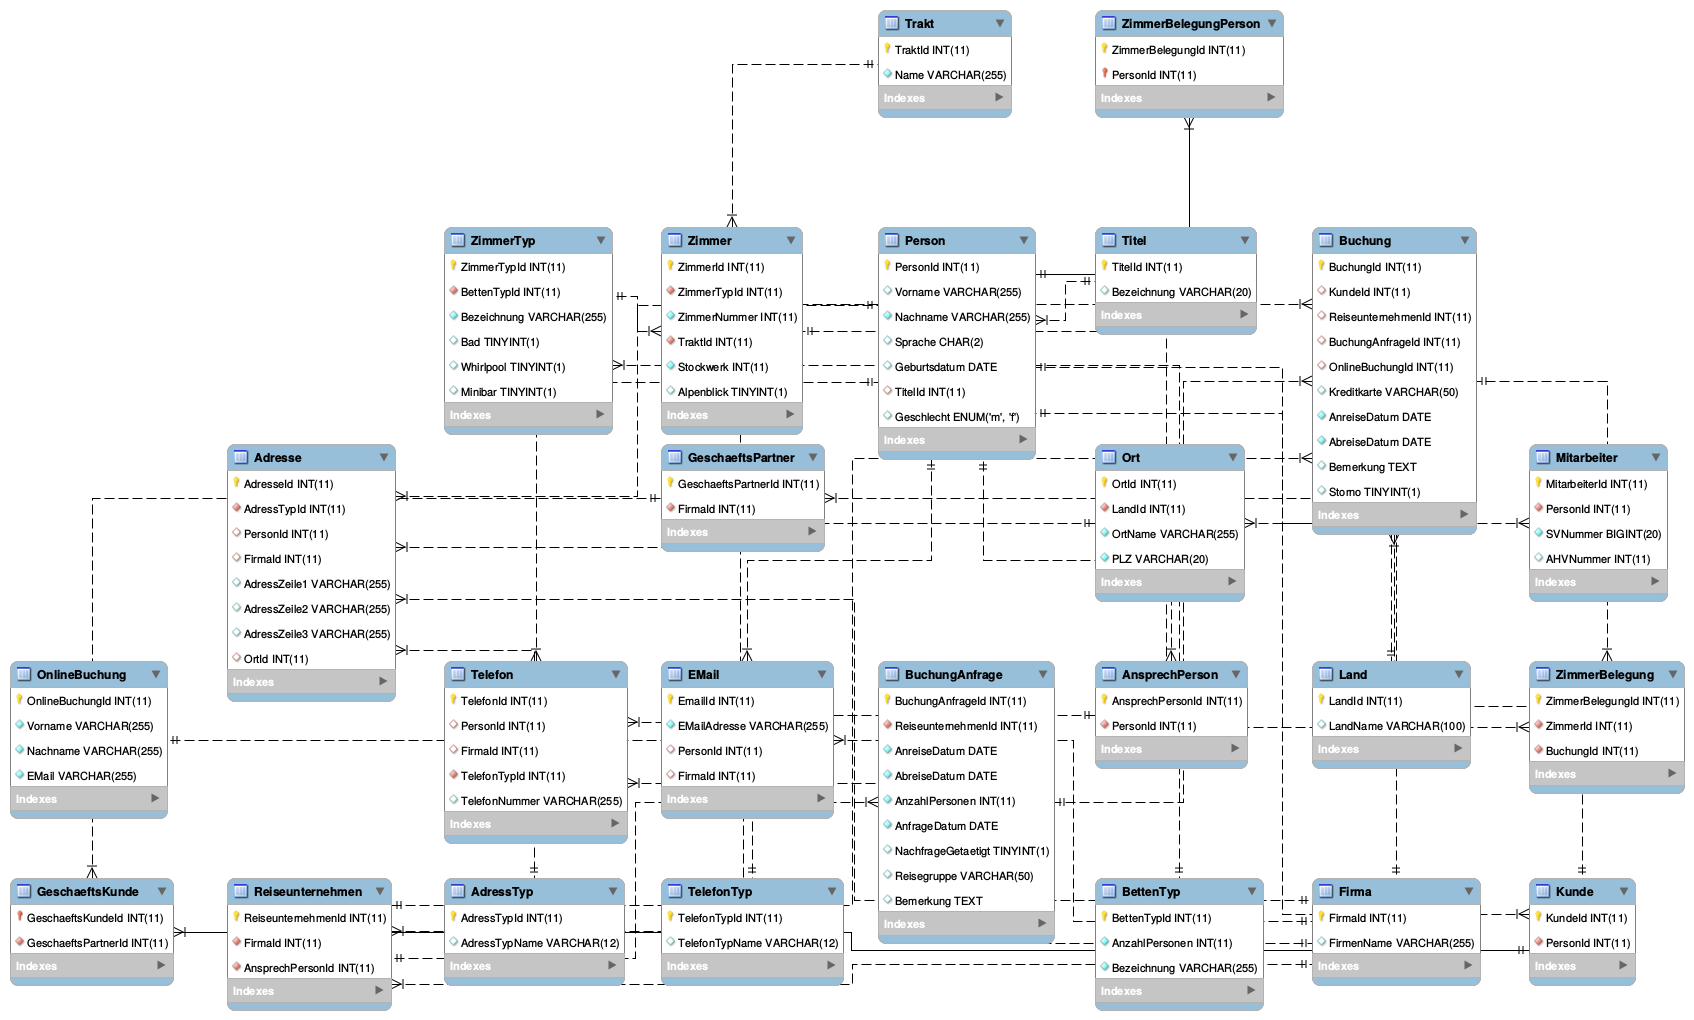 Trakt
TraktId INT(11)
Name VARCHAR(255)
Indexes
ZimmerBelegungPerson
ZimmerBelegungId INT(11)
PersonId INT(11)
Indexes
ZimmerTyp
ZimmerTypId INT(11)
BettenTypId INT(11)
Bezeichnung VARCHAR(255)
Bad TINYINT(1)
Whirlpool TINYINT(1)
Minibar TINYINT(1)
Indexes
Zimmer
ZimmerId INT(11)
ZimmerTypId INT(11)
ZimmerNummer INT(11)
TraktId INT(11)
Stockwerk INT(11)
Alpenblick TINYINT(1)
Indexes
Person
PersonId INT(11)
Vorname VARCHAR(255)
Nachname VARCHAR(255)
Sprache CHAR(2)
Geburtsdatum DATE
TitelId INT(11)
Geschlecht ENUM('m', 'f')
Indexes
Titel
TitelId INT(11)
Bezeichnung VARCHAR(20)
Indexes
Buchung
BuchungId INT(11)
KundeId INT(11)
ReiseunternehmenId INT(11)
BuchungAnfrageId INT(11)
OnlineBuchungId INT(11)
Kreditkarte VARCHAR(50)
AnreiseDatum DATE
AbreiseDatum DATE
Bemerkung TEXT
Storno TINYINT(1)
Indexes
Adresse
AdresseId INT(11)
AdressTypId INT(11)
PersonId INT(11)
FirmaId INT(11)
AdressZeile1 VARCHAR(255)
AdressZeile2 VARCHAR(255)
AdressZeile3 VARCHAR(255)
OrtId INT(11)
Indexes
GeschaeftsPartner
GeschaeftsPartnerId INT(11)
FirmaId INT(11)
Indexes
Ort
OrtId INT(11)
LandId INT(11)
OrtName VARCHAR(255)
PLZ VARCHAR(20)
Indexes
Mitarbeiter
MitarbeiterId INT(11)
PersonId INT(11)
SVNummer BIGINT(20)
AHVNummer INT(11)
Indexes
OnlineBuchung
OnlineBuchungId INT(11)
Vorname VARCHAR(255)
Nachname VARCHAR(255)
EMail VARCHAR(255)
Indexes
Telefon
TelefonId INT(11)
PersonId INT(11)
FirmaId INT(11)
TelefonTypId INT(11)
TelefonNummer VARCHAR(255)
Indexes
EMail
EmailId INT(11)
EMailAdresse VARCHAR(255)
PersonId INT(11)
FirmaId INT(11)
Indexes
BuchungAnfrage
BuchungAnfrageId INT(11)
ReiseunternehmenId INT(11)
AnreiseDatum DATE
AbreiseDatum DATE
AnzahlPersonen INT(11)
AnfrageDatum DATE
NachfrageGetaetigt TINYINT(1)
Reisegruppe VARCHAR(50)
Bemerkung TEXT
Indexes
AnsprechPerson
AnsprechPersonId INT(11)
PersonId INT(11)
Indexes
Land
LandId INT(11)
LandName VARCHAR(100)
Indexes
ZimmerBelegung
ZimmerBelegungId INT(11)
ZimmerId INT(11)
BuchungId INT(11)
Indexes
GeschaeftsKunde
GeschaeftsKundeId INT(11)
GeschaeftsPartnerId INT(11)
Indexes
Reiseunternehmen
ReiseunternehmenId INT(11)
FirmaId INT(11)
AnsprechPersonId INT(11)
Indexes
AdressTyp
AdressTypId INT(11)
AdressTypName VARCHAR(12)
Indexes
TelefonTyp
TelefonTypId INT(11)
TelefonTypName VARCHAR(12)
Indexes
BettenTyp
BettenTypId INT(11)
AnzahlPersonen INT(11)
Bezeichnung VARCHAR(255)
Indexes
Firma
FirmaId INT(11)
FirmenName VARCHAR(255)
Indexes
Kunde
KundeId INT(11)
PersonId INT(11)
Indexes